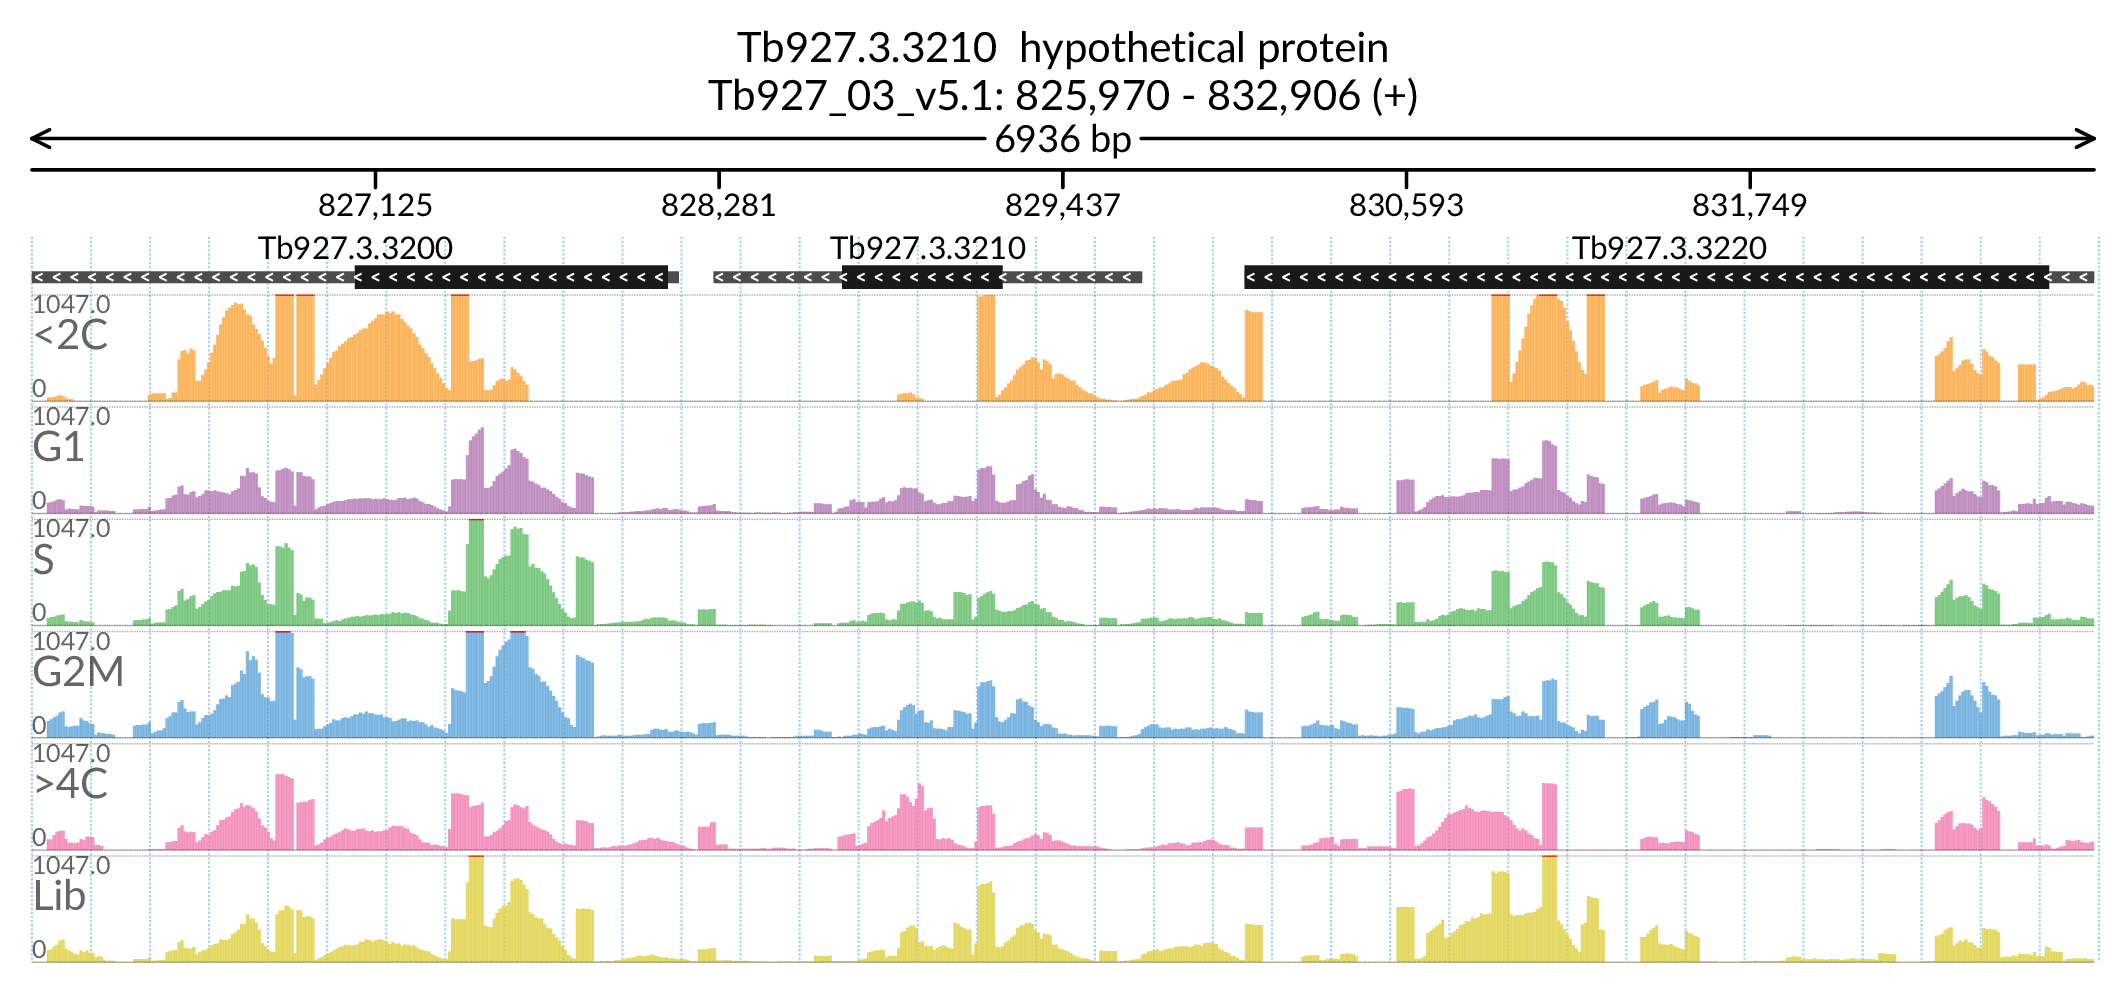 Tb927.3.3210 hypothetical protein
Tb927_03_v5.1: 825,970 - 832,906 (+)
6936 bp
827,125 828,281 829,437 830,593 831,749
Tb927.3.3200 Tb927.3.3210 Tb927.3.3220
1047.0
<2C
0
1047.0
G1
0
1047.0
S
0
1047.0
G2M
0
1047.0
>4C
0
1047.0
Lib
0